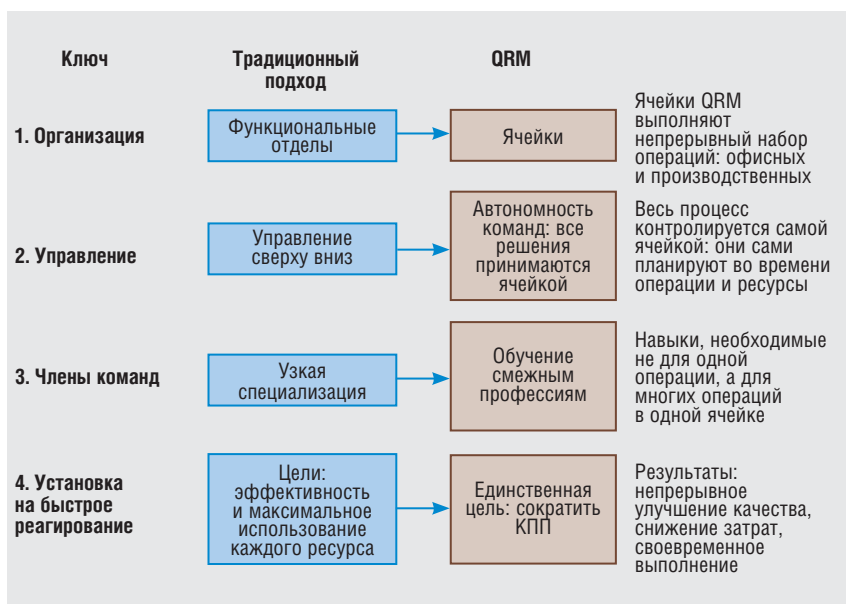 Ключ
Традиционный
подход
QRM
1. Организация
Функциональные
отделы
Ячейки
Ячейки QRM
выполняют
непрерывный набор
операций: офисных
и производственных
2. Управление
Управление
сверху вниз
Автономность
команд: все
решения
принимаются
ячейкой
Весь процесс
контролируется самой
ячейкой: они сами
планируют во времени
операции и ресурсы
3. Члены команд
Узкая
специализация
Обучение
смежным
профессиям
Навыки, необходимые
не для одной
операции, а для
многих операций
в одной ячейке
4. Установка
на быстрое
реагирование
Цели:
эффективность
и максимальное
использование
каждого ресурса
Единственная
цель: сократить
КПП
Результаты:
непрерывное
улучшение качества,
снижение затрат,
своевременное
выполнение